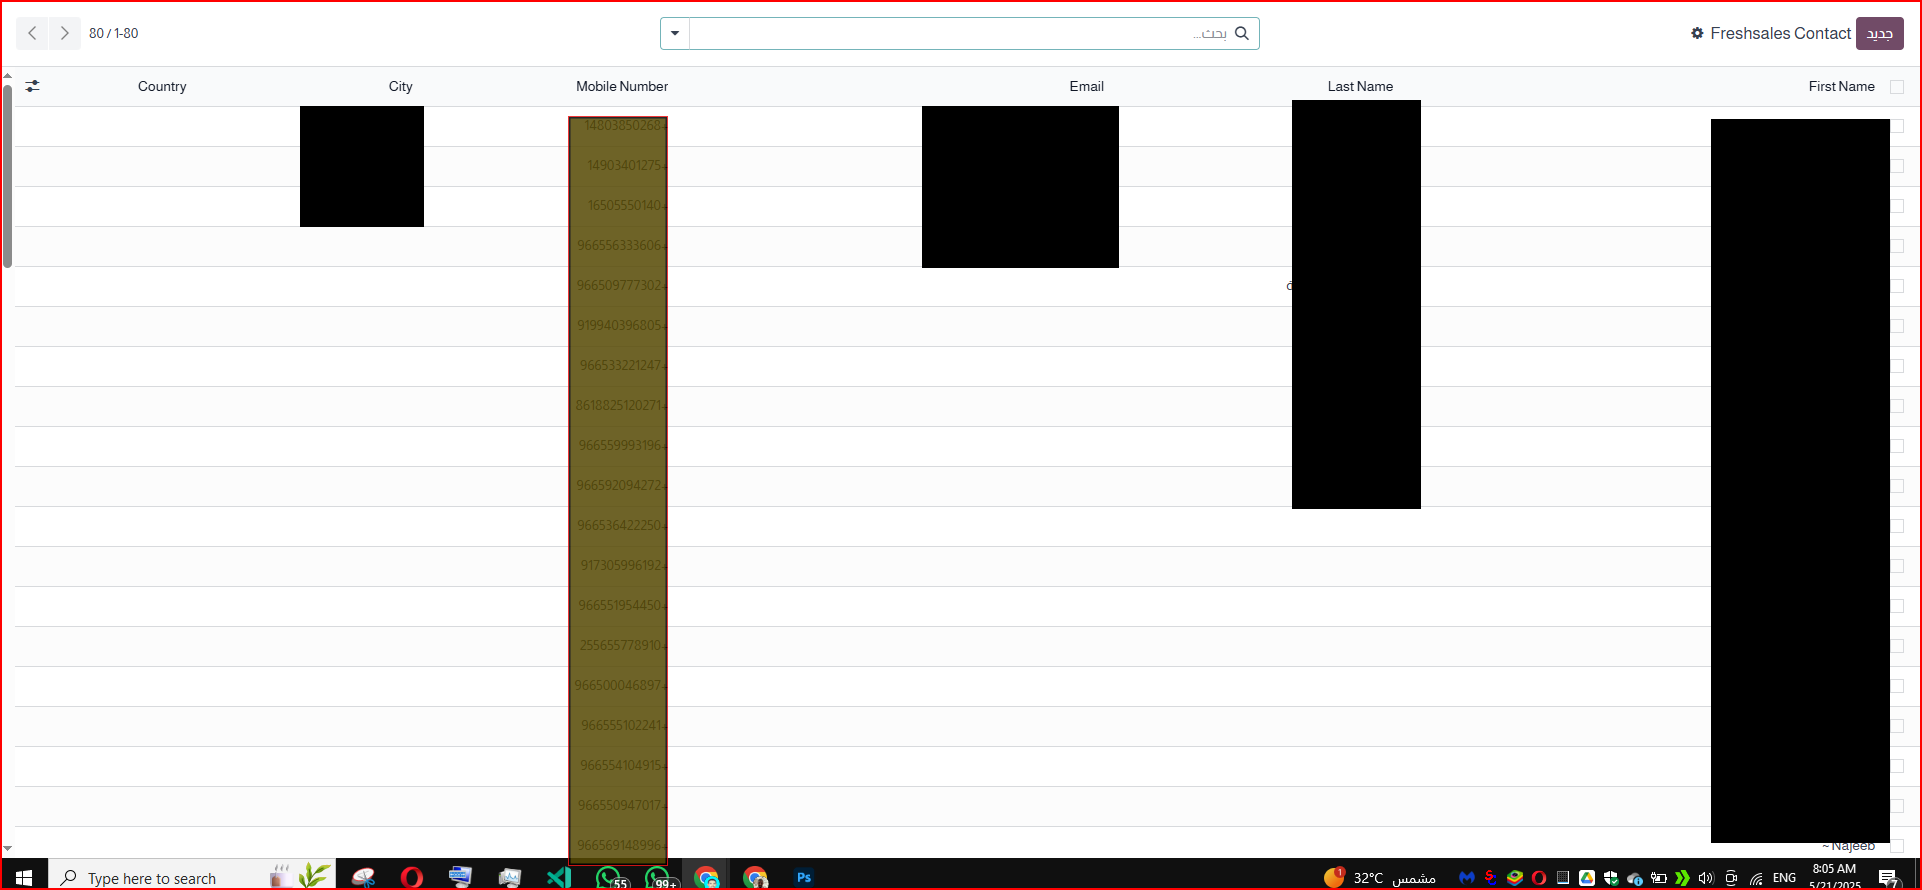 80 / 1-80
بحث...
Freshsales Contact
جديد
Country City Mobile Number Email Last Name First Name
14803850268+
14903401275+
16505550140+
966556333606+
966509777302+
ة
919940396805+
966533221247+
8618825120271+
966559993196+
966592094272+
966536422250+
917305996192+
966551954450+
255655778910+
966500046897+
966555102241+
966554104915+
966550947017+
966569148996+
~ Najeeb
Type here to search
55
99+
Ps
1
32°C مشمس
ENG
8:05 AM
5/21/2025
7